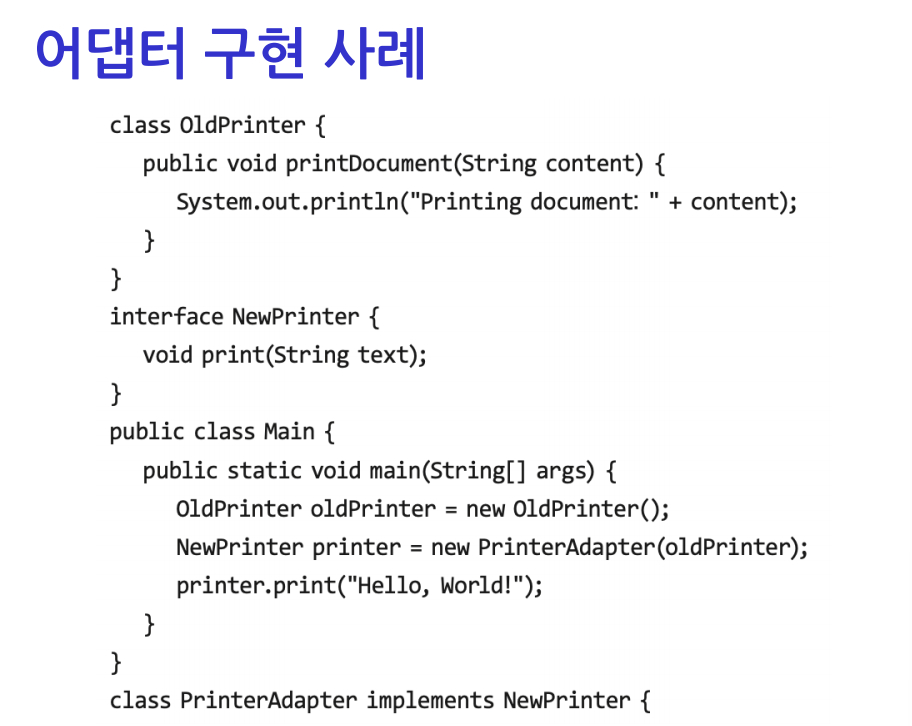 어댑터 구현 사례
class OldPrinter {
public void printDocument(String content) {
System.out.println("Printing document: " + content);
}
}
interface NewPrinter {
void print(String text);
}
public class Main {
public static void main(String[] args) {
OldPrinter oldPrinter = new OldPrinter();
NewPrinter printer = new PrinterAdapter(oldPrinter);
printer.print("Hello, World!");
}
}
class PrinterAdapter implements NewPrinter {